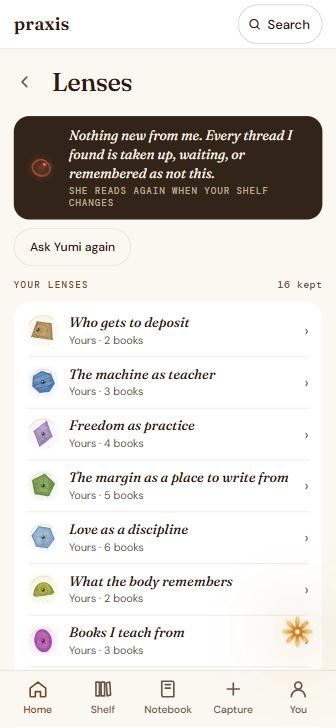 praxis
Search
Lenses
Nothing new from me. Every thread I
found is taken up, waiting, or
remembered as not this.
SHE READS AGAIN WHEN YOUR SHELF
CHANGES
Ask Yumi again
YOUR LENSES
16 kept
Who gets to deposit
Yours · 2 books
The machine as teacher
Yours · 3 books
Freedom as practice
Yours · 4 books
The margin as a place to write from
Yours · 5 books
Love as a discipline
Yours · 6 books
What the body remembers
Yours · 2 books
Books I teach from
Yours · 3 books
Home
Shelf
Notebook
Capture
You